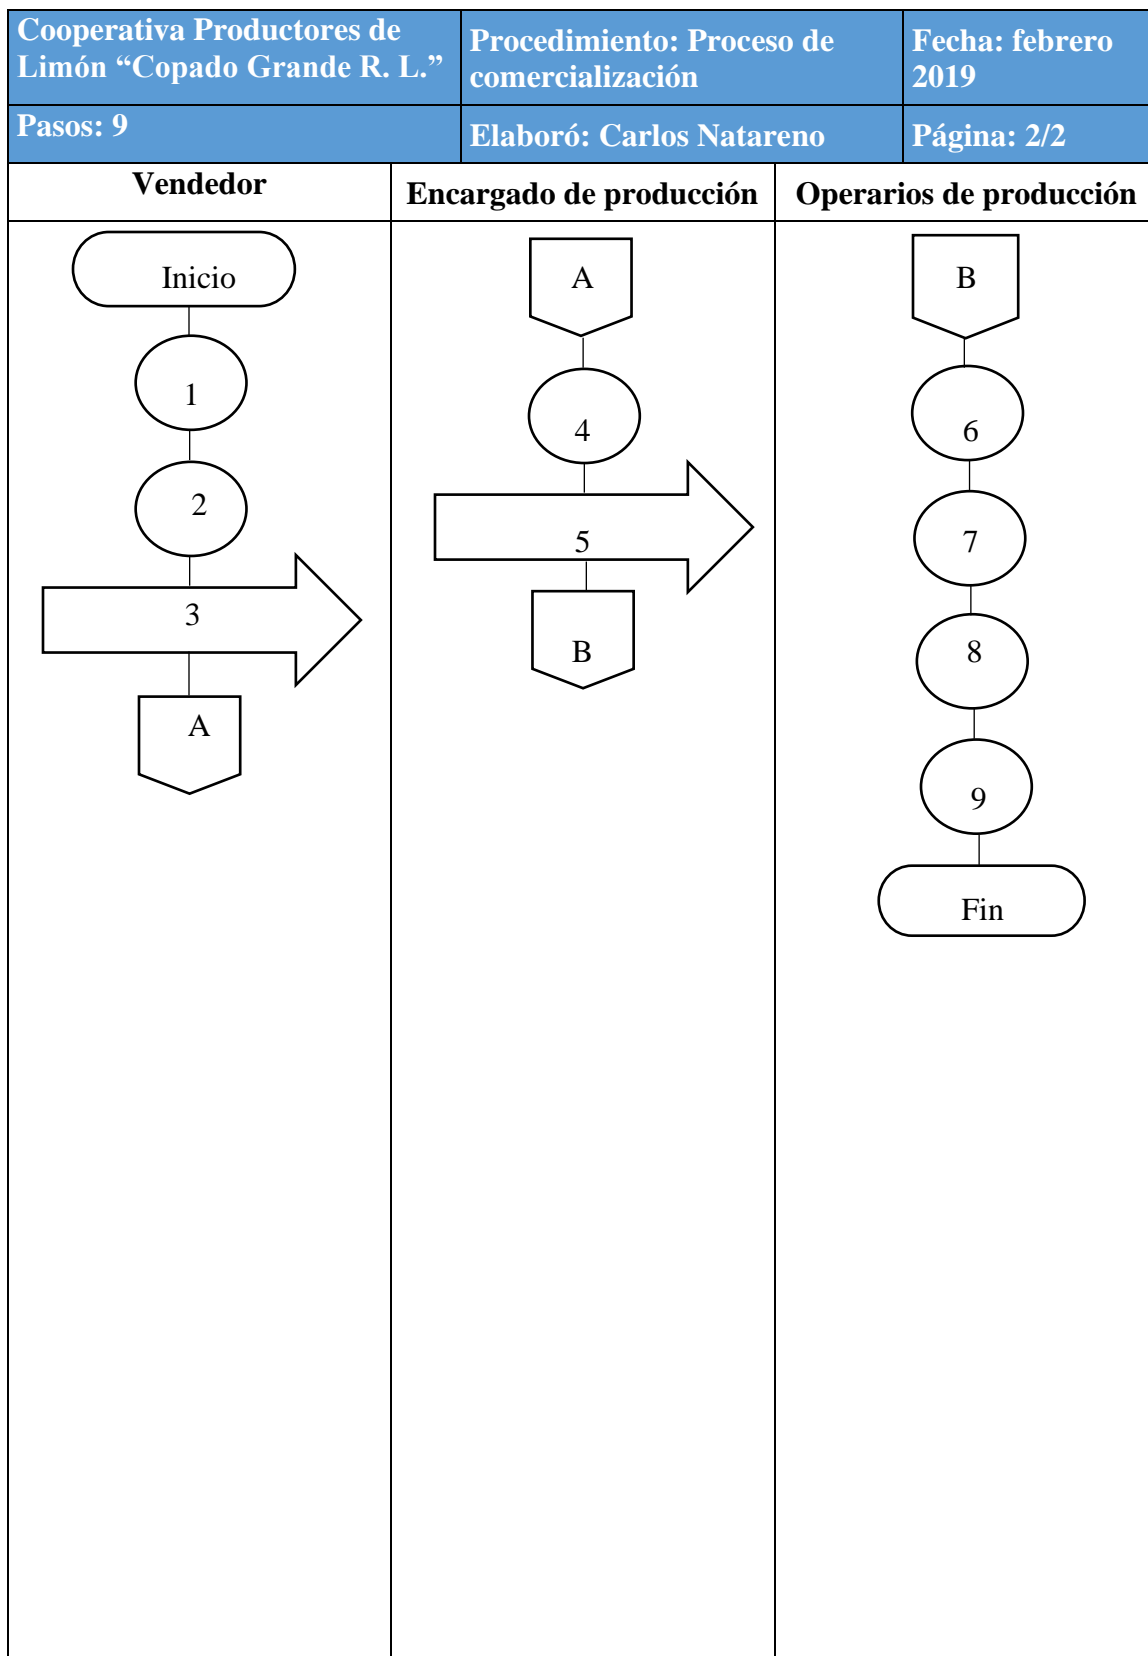 Cooperativa Productores de
Limón “Copado Grande R. L.”
Procedimiento: Proceso de
comercialización
Fecha: febrero
2019
Pasos: 9
Elaboró: Carlos Natareno
Página: 2/2
Vendedor
Encargado de producción
Operarios de producción
Inicio
1
2
3
A
A
4
5
B
B
6
7
8
9
Fin